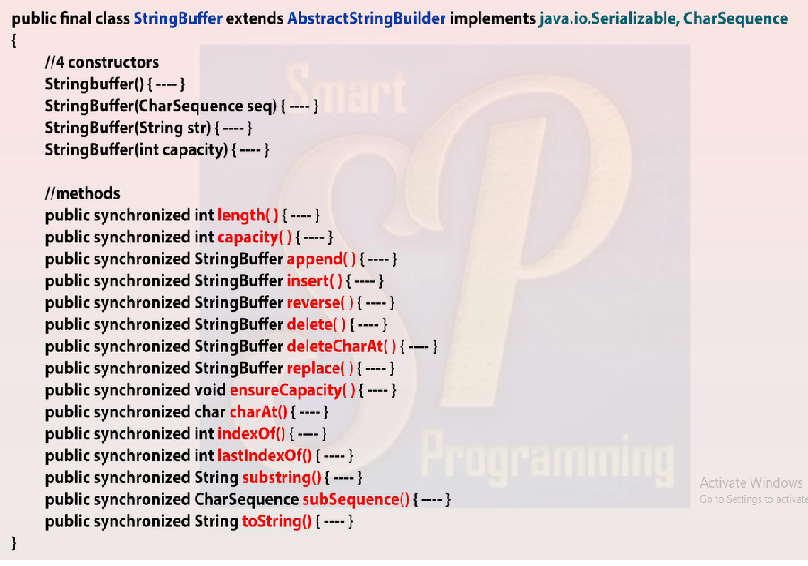 public final class StringBuffer extends AbstractStringBuilder implements java.io.Serializable, CharSequence
{
//4 constructors
Stringbuffer() { ---- }
StringBuffer(CharSequence seq) { ---- }
StringBuffer(String str) { ---- }
StringBuffer(int capacity) { ---- }
//methods
public synchronized int length( ) { ---- }
public synchronized int capacity( ) { ---- }
public synchronized StringBuffer append( ) { ---- }
public synchronized StringBuffer insert( ) { ---- }
public synchronized StringBuffer reverse( ) { ---- }
public synchronized StringBuffer delete( ) { ---- }
public synchronized StringBuffer deleteCharAt( ) { ---- }
public synchronized StringBuffer replace( ) { ---- }
public synchronized void ensureCapacity( ) { ---- }
public synchronized char charAt() { ---- }
public synchronized int indexOf() { ---- }
public synchronized int lastIndexOf() { ---- }
public synchronized String substring() { ---- }
public synchronized CharSequence subSequence() { ---- }
public synchronized String toString() { ---- }
}
Smart
SP
Programming
Activate Windows
Go to Settings to activate